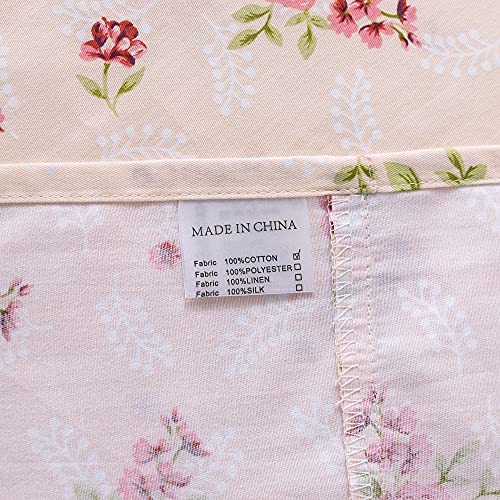 MADE IN CHINA
Fabric 100%COTTON ☑
Fabric 100%POLYESTER ☐
Fabric 100%LINEN ☐
Fabric 100%SILK ☐